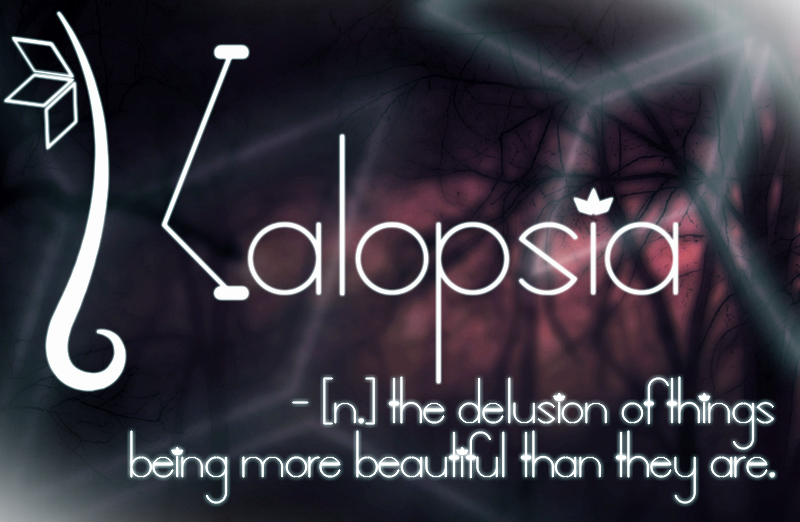 Kalopsia
- [n.] the delusion of things
being more beautiful than they are.